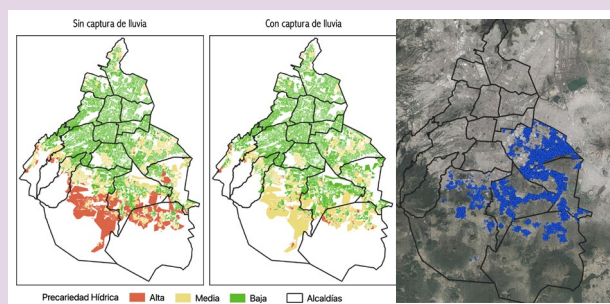 Sin captura de lluvia
Con captura de lluvia
Precariedad Hídrica Alta Media Baja Alcaldías